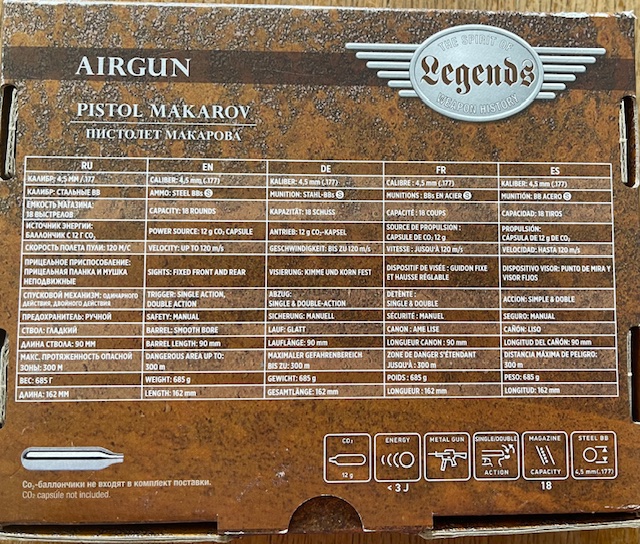 AIRGUN
THE SPIRIT OF
Legends
WEAPON HISTORY
PISTOL MAKAROV
ПИСТОЛЕТ МАКАРОВА
RU EN DE FR ES
КАЛИБР: 4,5 ММ /.177 CALIBER: 4,5 mm (.177) KALIBER: 4,5 mm (.177) CALIBRE : 4,5 mm (.177) CALIBER: 4,5 mm (.177)
КАЛИБР: СТАЛЬНЫЕ BB AMMO: STEEL BBs S MUNITION: STAHL-BBs S MUNITIONS : BBs EN ACIER S MUNITIÓN: BB ACERO S
ЕМКОСТЬ МАГАЗИНА:
18 ВЫСТРЕЛОВ CAPACITY: 18 ROUNDS KAPAZITÄT: 18 SCHUSS CAPACITÉ : 18 COUPS CAPACIDAD: 18 TIROS
ИСТОЧНИК ЭНЕРГИИ: SOURCE DE PROPULSION : PROPULSIÓN:
БАЛЛОНЧИК С 12 Г CO₂ POWER SOURCE: 12 g CO₂ CAPSULE ANTRIEB: 12 g CO₂-KAPSEL CAPSULE DE CO₂ 12 g CÁPSULA DE 12 g DE CO₂
СКОРОСТЬ ПОЛЕТА ПУЛИ: 120 М/С VELOCITY: UP TO 120 m/s GESCHWINDIGKEIT: BIS ZU 120 m/s VITESSE : JUSQU'À 120 m/s VELOCIDAD: HASTA 120 m/s
ПРИЦЕЛЬНОЕ ПРИСПОСОБЛЕНИЕ:
ПРИЦЕЛЬНАЯ ПЛАНКА И МУШКА SIGHTS: FIXED FRONT AND REAR VISIERUNG: KIMME UND KORN FEST DISPOSITIF DE VISÉE : GUIDON FIXE DISPOSITIVO VISOR: PUNTO DE MIRA Y
НЕПОДВИЖНЫЕ ET HAUSSE RÉGLABLE VISOR FIJOS
СПУСКОВОЙ МЕХАНИЗМ: ОДИНАРНОГО TRIGGER: SINGLE ACTION, ABZUG: DÉTENTE : ACCION: SIMPLE & DOBLE
ДЕЙСТВИЯ, ДВОЙНОГО ДЕЙСТВИЯ DOUBLE ACTION SINGLE & DOUBLE-ACTION SINGLE & DOUBLE
ПРЕДОХРАНИТЕЛЬ: РУЧНОЙ SAFETY: MANUAL SICHERUNG: MANUELL SÉCURITÉ : MANUEL SEGURO: MANUAL
СТВОЛ: ГЛАДКИЙ BARREL: SMOOTH BORE LAUF: GLATT CANON : AME LISE CAÑÓN: LISO
ДЛИНА СТВОЛА: 90 ММ BARREL LENGTH: 90 mm LAUFLÄNGE: 90 mm LONGUEUR CANON : 90 mm LONGITUD DEL CAÑÓN: 90 mm
МАКС. ПРОТЯЖЕННОСТЬ ОПАСНОЙ DANGEROUS AREA UP TO: MAXIMALER GEFAHRENBEREICH ZONE DE DANGER S'ÉTENDANT DISTANCIA MÁXIMA DE PELIGRO:
ЗОНЫ: 300 М 300 m BIS ZU: 300 m JUSQU'À : 300 m 300 m
ВЕС: 685 Г WEIGHT: 685 g GEWICHT: 685 g POIDS : 685 g PESO: 685 g
ДЛИНА: 162 ММ LENGTH: 162 mm GESAMTLÄNGE: 162 mm LONGUEUR : 162 mm LONGITUD: 162 mm
CO₂ ENERGY METAL GUN SINGLE/DOUBLE MAGAZINE STEEL BB
12 g ACTION CAPACITY 4,5 mm(.177)
< 3 J 18
Co₂-баллончики не входят в комплект поставки.
CO₂ capsule not included.